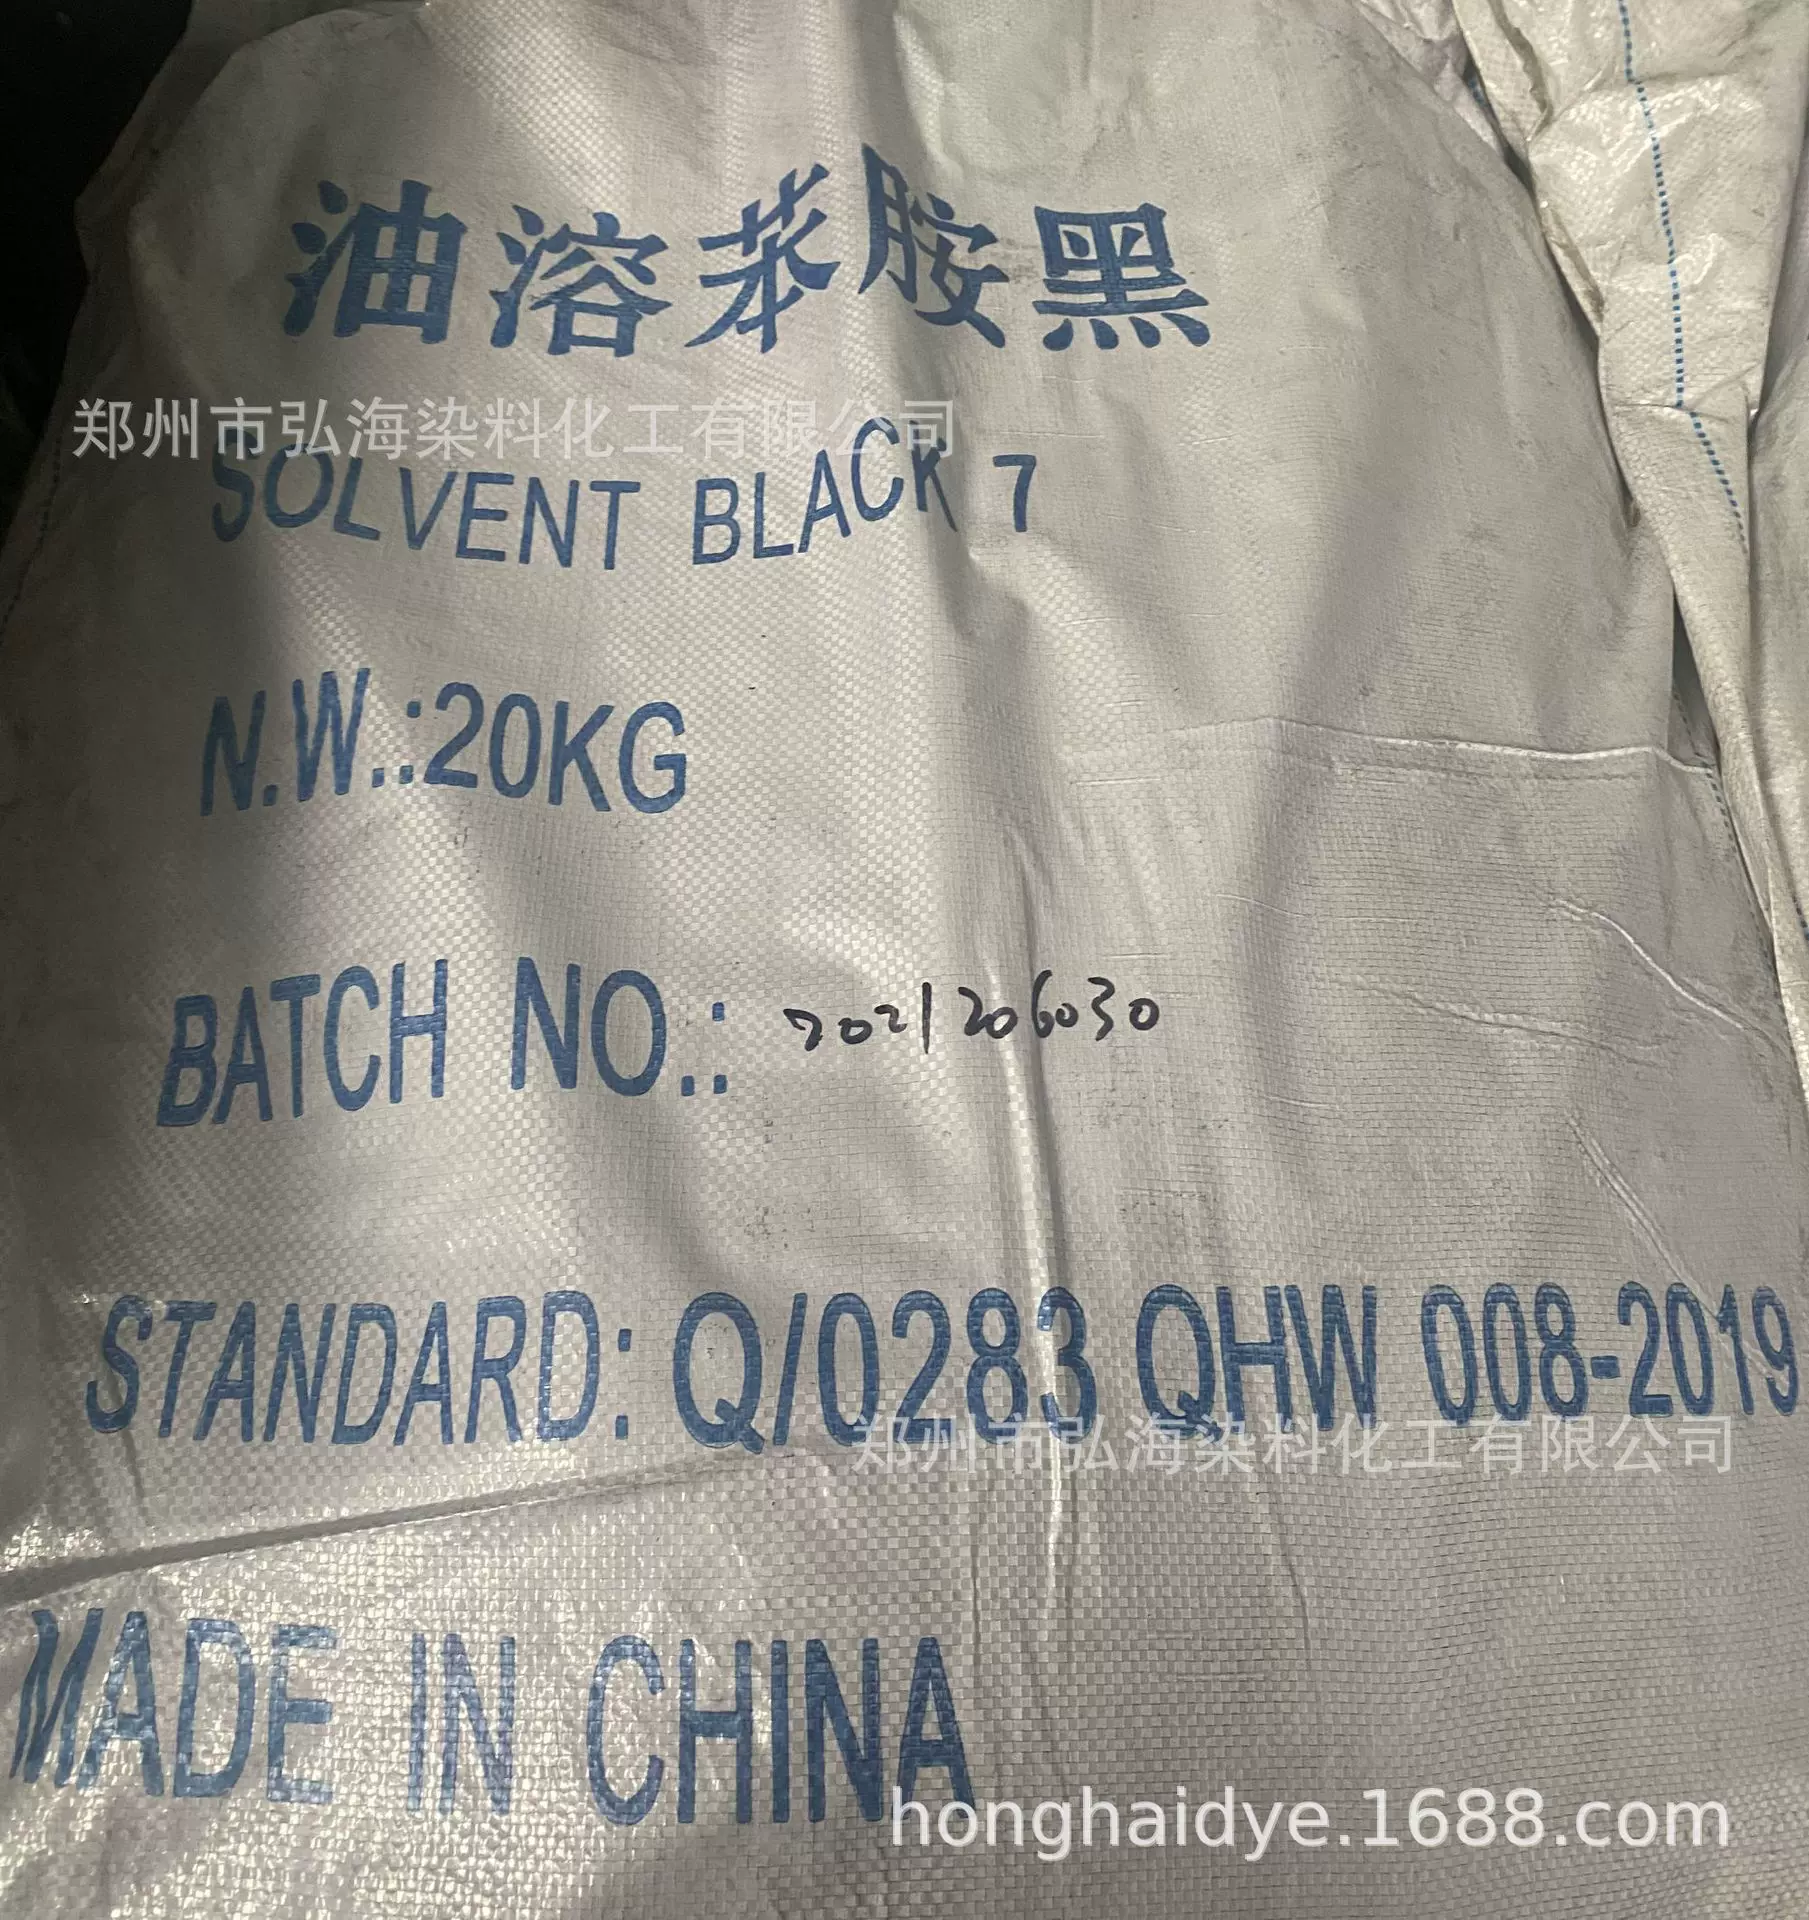 油溶苯胺黑
郑州市弘海染料化工有限公司
SOLVENT BLACK 7
N.W.:20KG
BATCH NO.: 2021206030
STANDARD: Q/0283 QHW 008-2019
郑州市弘海染料化工有限公司
MADE IN CHINA
honghaidye.1688.com